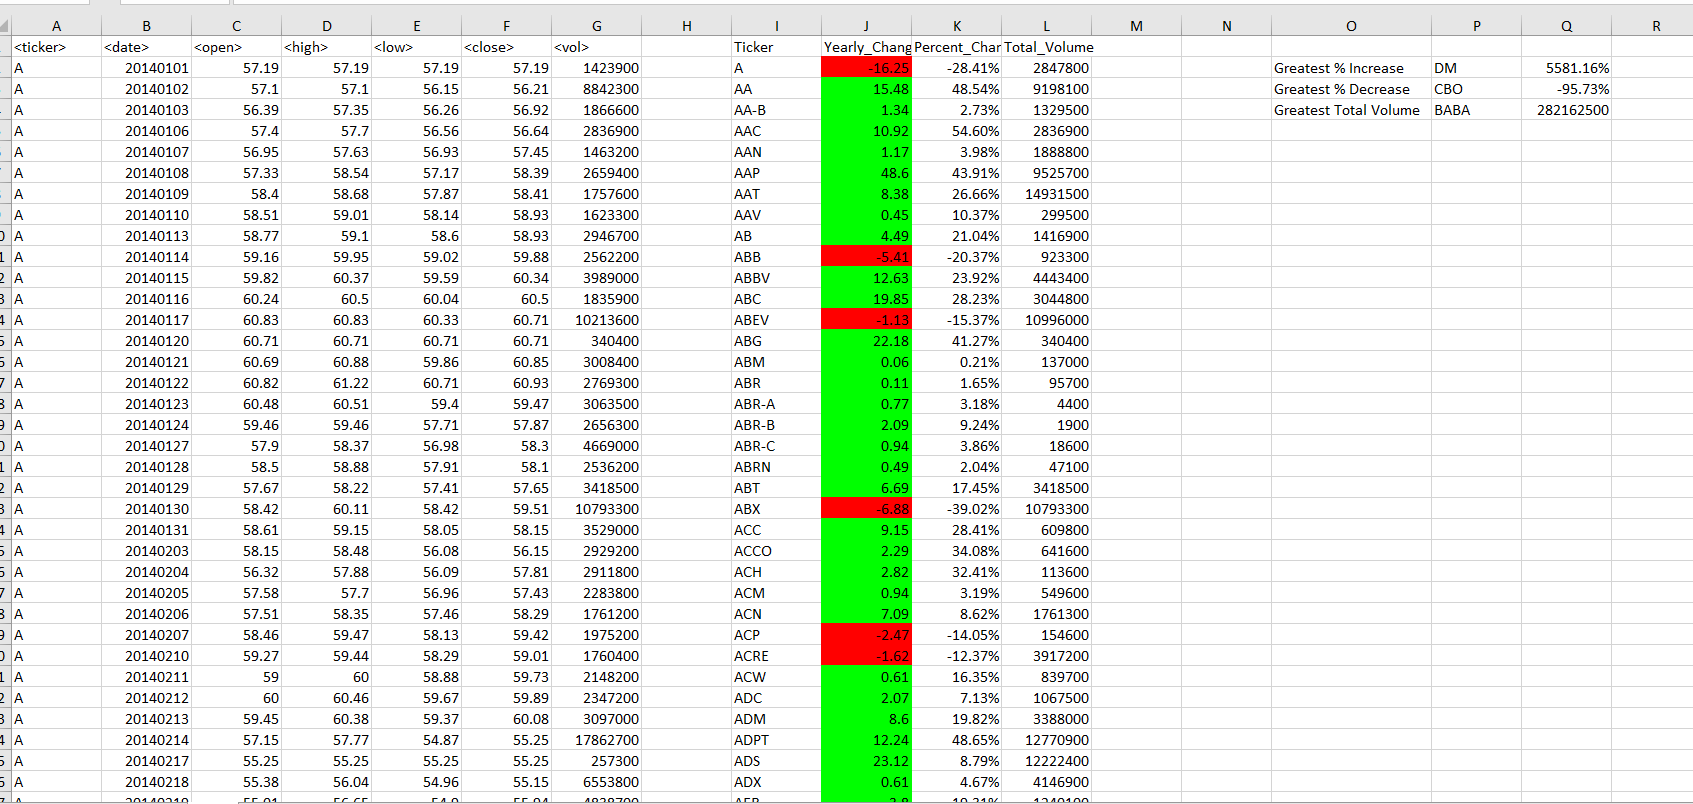 A B C D E F G H I J K L M N O P Q R
<ticker> <date> <open> <high> <low> <close> <vol> Ticker Yearly_Chang Percent_Char Total_Volume
A 20140101 57.19 57.19 57.19 57.19 1423900 A -16.25 -28.41% 2847800 Greatest % Increase DM 5581.16%
A 20140102 57.1 57.1 56.15 56.21 8842300 AA 15.48 48.54% 9198100 Greatest % Decrease CBO -95.73%
A 20140103 56.39 57.35 56.26 56.92 1866600 AA-B 1.34 2.73% 1329500 Greatest Total Volume BABA 282162500
A 20140106 57.4 57.7 56.56 56.64 2836900 AAC 10.92 54.60% 2836900
A 20140107 56.95 57.63 56.93 57.45 1463200 AAN 1.17 3.98% 1888800
A 20140108 57.33 58.54 57.17 58.39 2659400 AAP 48.6 43.91% 9525700
A 20140109 58.4 58.68 57.87 58.41 1757600 AAT 8.38 26.66% 14931500
A 20140110 58.51 59.01 58.14 58.93 1623300 AAV 0.45 10.37% 299500
A 20140113 58.77 59.1 58.6 58.93 2946700 AB 4.49 21.04% 1416900
A 20140114 59.16 59.95 59.02 59.88 2562200 ABB -5.41 -20.37% 923300
A 20140115 59.82 60.37 59.59 60.34 3989000 ABBV 12.63 23.92% 4443400
A 20140116 60.24 60.5 60.04 60.5 1835900 ABC 19.85 28.23% 3044800
A 20140117 60.83 60.83 60.33 60.71 10213600 ABEV -1.13 -15.37% 10996000
A 20140120 60.71 60.71 60.71 60.71 340400 ABG 22.18 41.27% 340400
A 20140121 60.69 60.88 59.86 60.85 3008400 ABM 0.06 0.21% 137000
A 20140122 60.82 61.22 60.71 60.93 2769300 ABR 0.11 1.65% 95700
A 20140123 60.48 60.51 59.4 59.47 3063500 ABR-A 0.77 3.18% 4400
A 20140124 59.46 59.46 57.71 57.87 2656300 ABR-B 2.09 9.24% 1900
A 20140127 57.9 58.37 56.98 58.3 4669000 ABR-C 0.94 3.86% 18600
A 20140128 58.5 58.88 57.91 58.1 2536200 ABRN 0.49 2.04% 47100
A 20140129 57.67 58.22 57.41 57.65 3418500 ABT 6.69 17.45% 3418500
A 20140130 58.42 60.11 58.42 59.51 10793300 ABX -6.88 -39.02% 10793300
A 20140131 58.61 59.15 58.05 58.15 3529000 ACC 9.15 28.41% 609800
A 20140203 58.15 58.48 56.08 56.15 2929200 ACCO 2.29 34.08% 641600
A 20140204 56.32 57.88 56.09 57.81 2911800 ACH 2.82 32.41% 113600
A 20140205 57.58 57.7 56.96 57.43 2283800 ACM 0.94 3.19% 549600
A 20140206 57.51 58.35 57.46 58.29 1761200 ACN 7.09 8.62% 1761300
A 20140207 58.46 59.47 58.13 59.42 1975200 ACP -2.47 -14.05% 154600
A 20140210 59.27 59.44 58.29 59.01 1760400 ACRE -1.62 -12.37% 3917200
A 20140211 59 60 58.88 59.73 2148200 ACW 0.61 16.35% 839700
A 20140212 60 60.46 59.67 59.89 2347200 ADC 2.07 7.13% 1067500
A 20140213 59.45 60.38 59.37 60.08 3097000 ADM 8.6 19.82% 3388000
A 20140214 57.15 57.77 54.87 55.25 17862700 ADPT 12.24 48.65% 12770900
A 20140217 55.25 55.25 55.25 55.25 257300 ADS 23.12 8.79% 12222400
A 20140218 55.38 56.04 54.96 55.15 6553800 ADX 0.61 4.67% 4146900